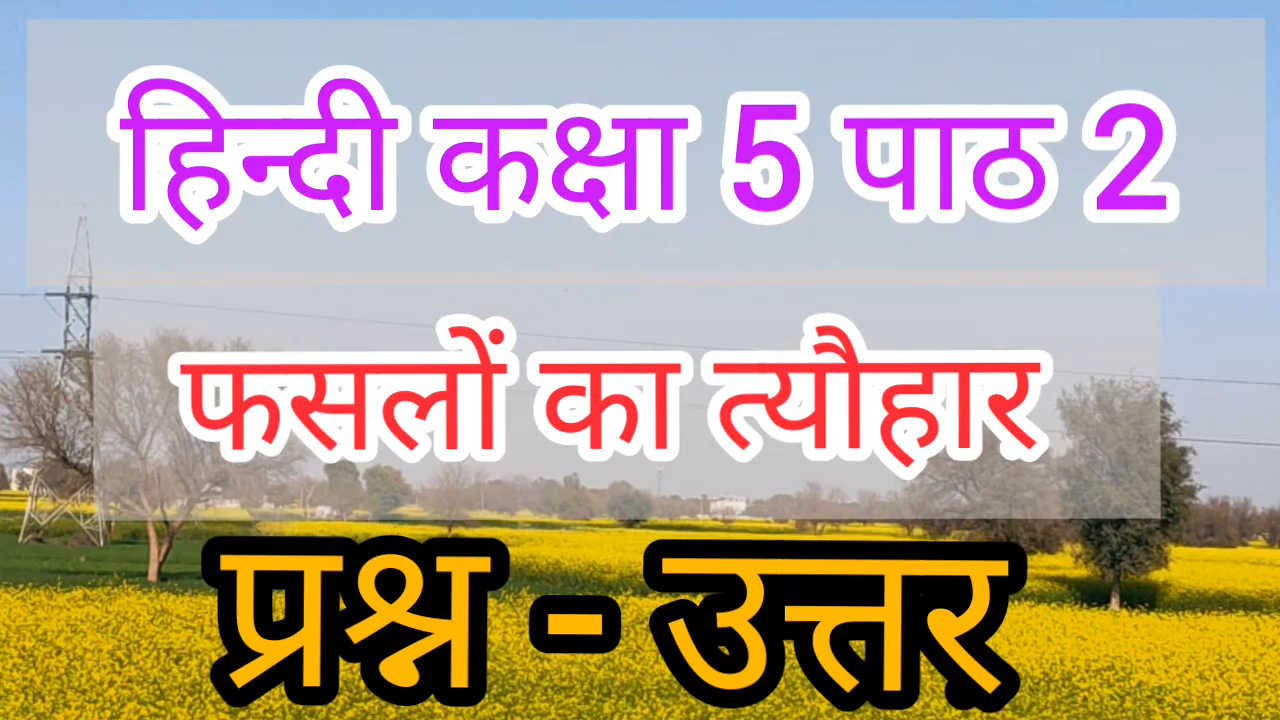 हिन्दी कक्षा 5 पाठ 2
फसलों का त्यौहार
प्रश्न - उत्तर